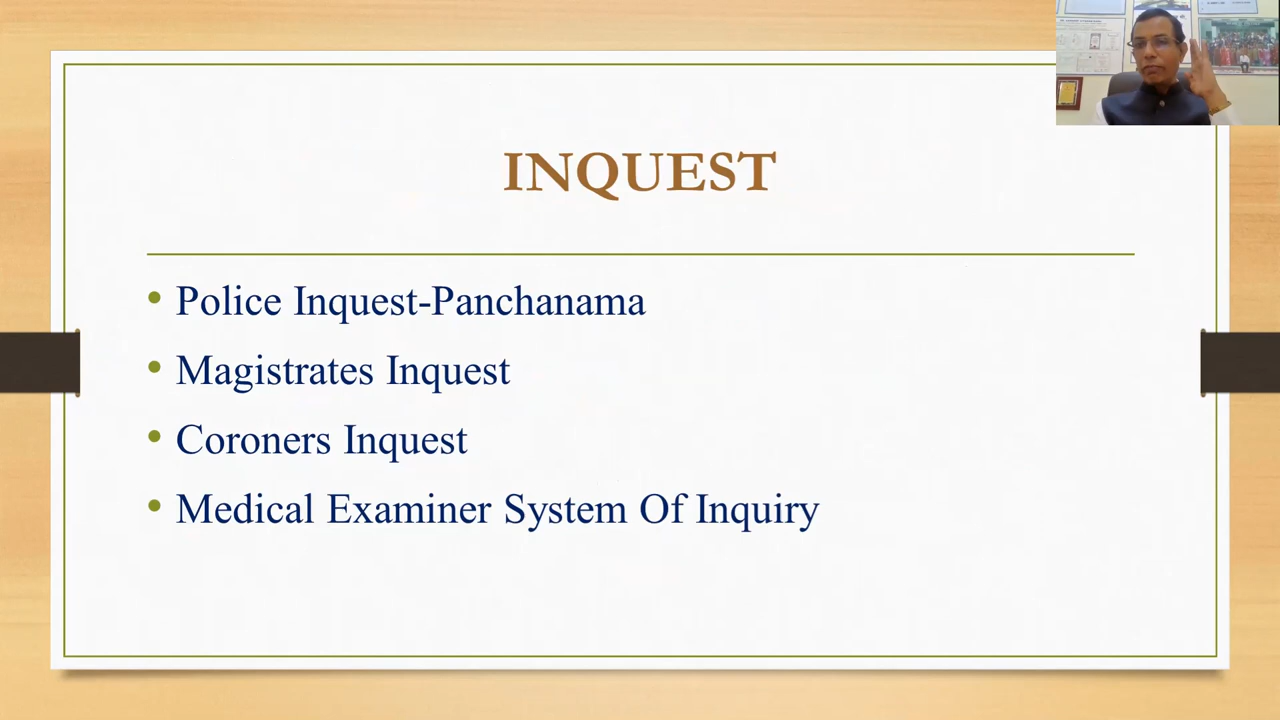 INQUEST
• Police Inquest-Panchanama
• Magistrates Inquest
• Coroners Inquest
• Medical Examiner System Of Inquiry